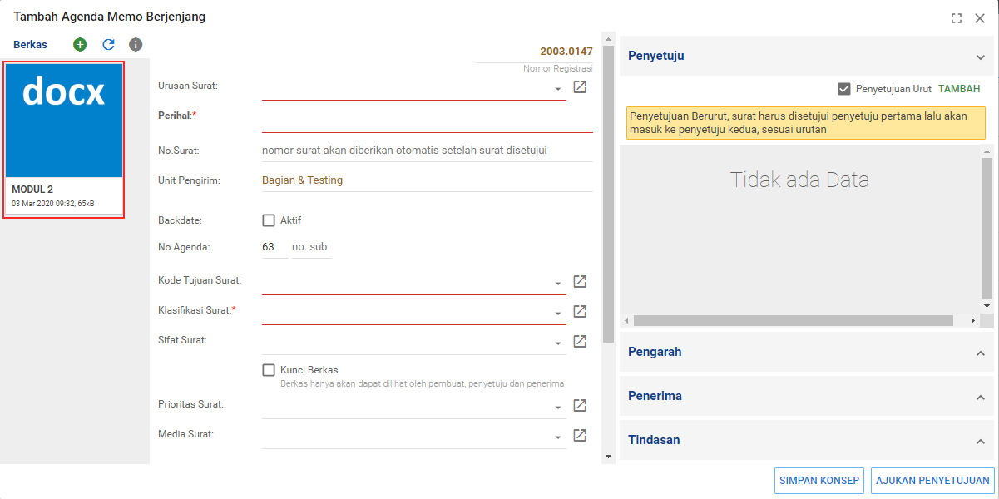 Tambah Agenda Memo Berjenjang
Berkas
docx
MODUL 2
03 Mar 2020 09:32, 65kB
2003.0147
Nomor Registrasi
Urusan Surat:
Perihal:*
No.Surat:
nomor surat akan diberikan otomatis setelah surat disetujui
Unit Pengirim:
Bagian & Testing
Backdate:
Aktif
No.Agenda:
63
no. sub
Kode Tujuan Surat:
Klasifikasi Surat:*
Sifat Surat:
Kunci Berkas
Berkas hanya akan dapat dilihat oleh pembuat, penyetuju dan penerima
Prioritas Surat:
Media Surat:
Penyetuju
Penyetujuan Urut
TAMBAH
Penyetujuan Berurut, surat harus disetujui penyetuju pertama lalu akan
masuk ke penyetuju kedua, sesuai urutan
Tidak ada Data
Pengarah
Penerima
Tindasan
SIMPAN KONSEP
AJUKAN PENYETUJUAN